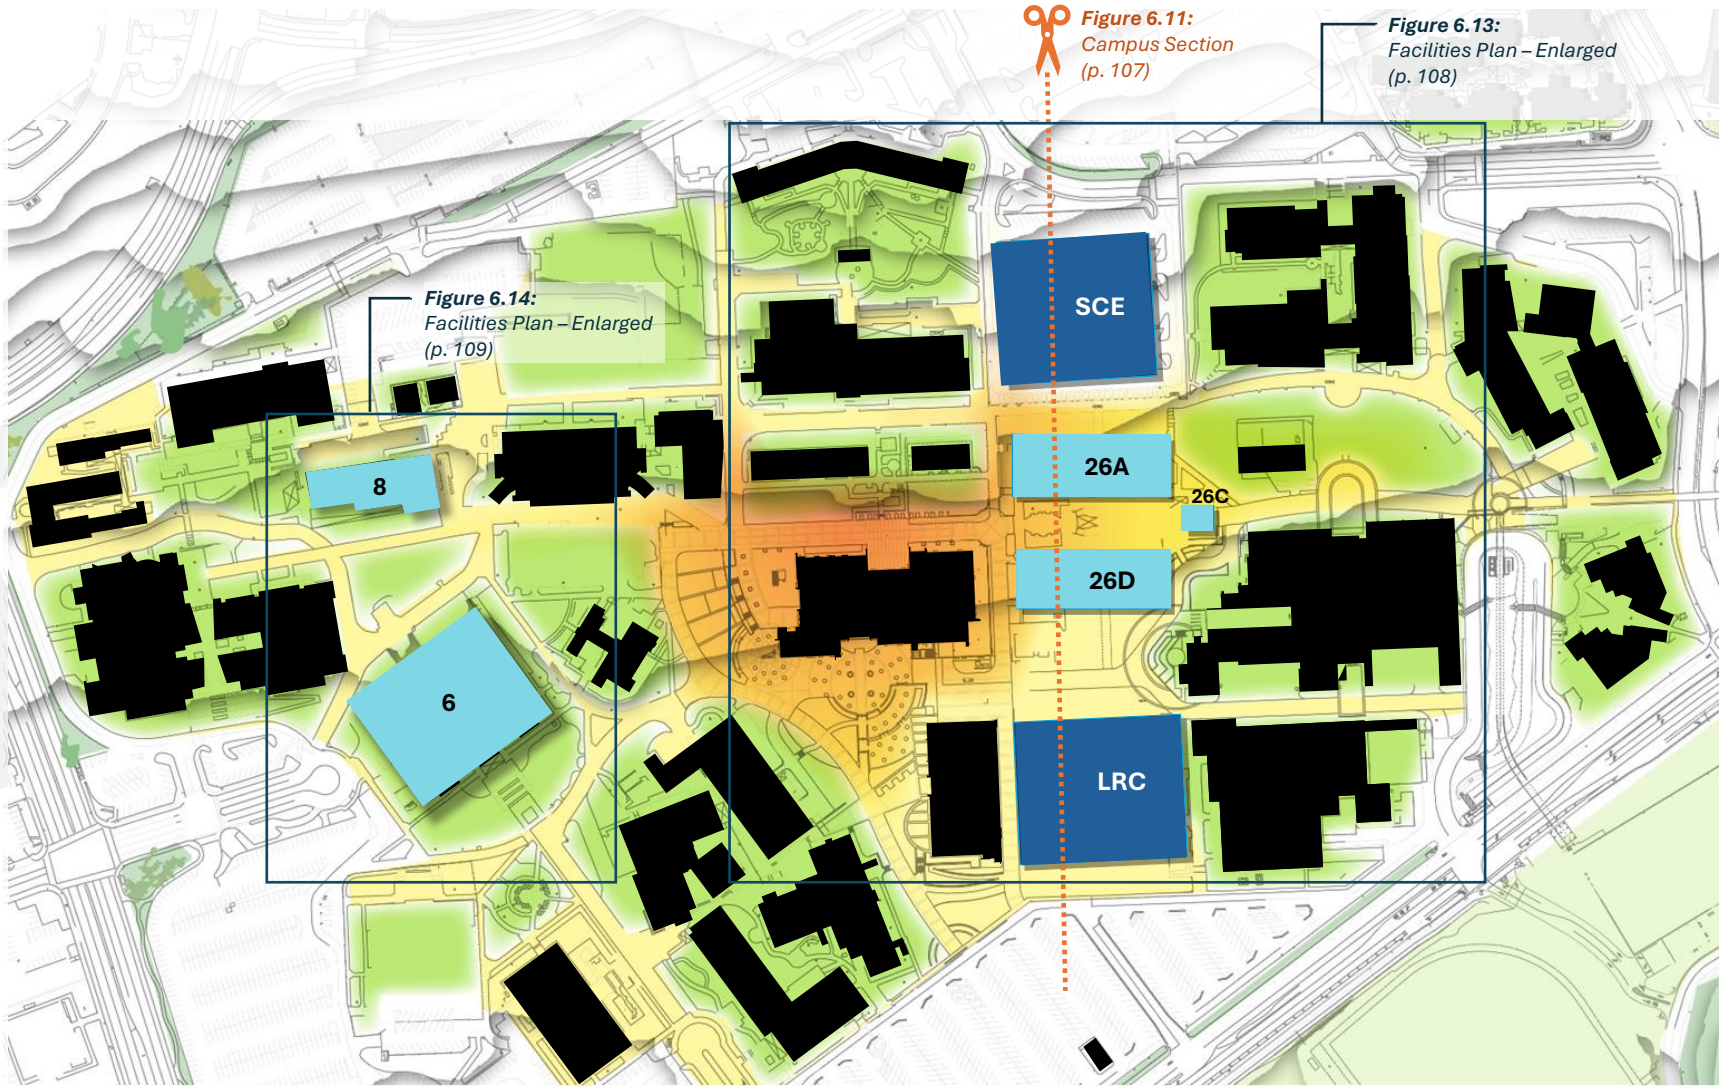 Figure 6.11:
Campus Section
(p. 107)
Figure 6.13:
Facilities Plan – Enlarged
(p. 108)
Figure 6.14:
Facilities Plan – Enlarged
(p. 109)
SCE
26A
8
26C
26D
6
LRC